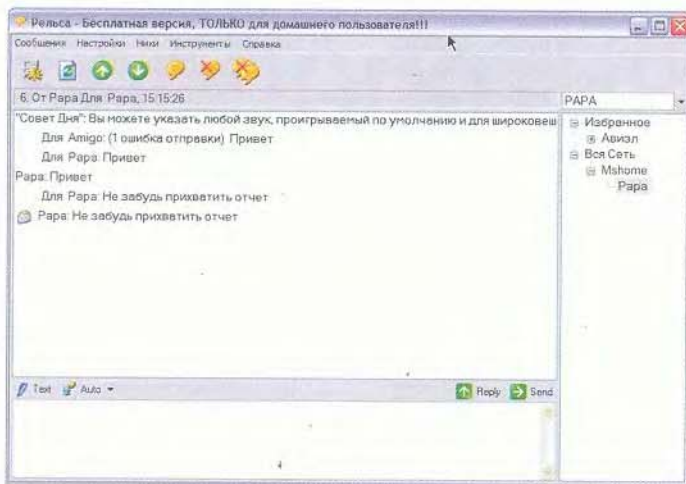 Рельса - Бесплатная версия, ТОЛЬКО для домашнего пользователя!!!
Сообщения Настройки Ники Инструменты Справка
6. От Papa Для Papa, 15:15:26
PAPA
"Совет Дня": Вы можете указать любой звук, проигрываемый по умолчанию и для широковещ
Для Amigo: (1 ошибка отправки) Привет
Для Papa: Привет
Papa: Привет
Для Papa: Не забудь прихватить отчет
Papa: Не забудь прихватить отчет
Избранное
Авиэл
Вся Сеть
Mshome
Papa
Text Auto Reply Send